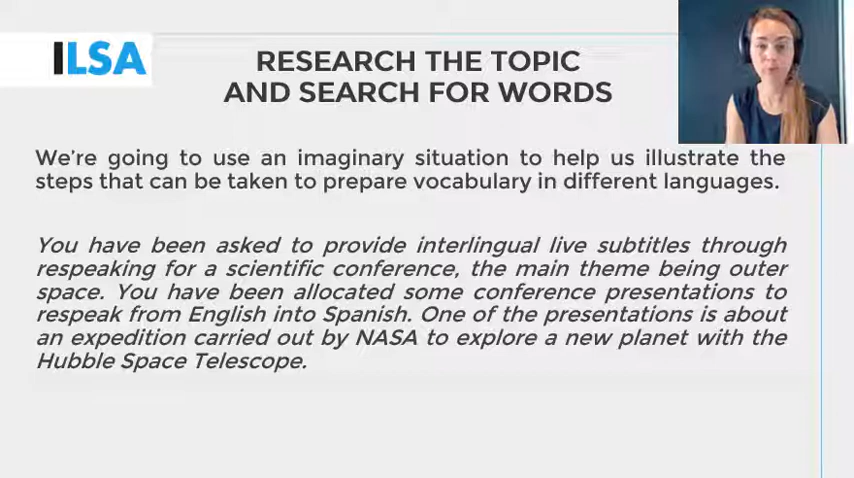 ILSA
RESEARCH THE TOPIC
AND SEARCH FOR WORDS
We're going to use an imaginary situation to help us illustrate the
steps that can be taken to prepare vocabulary in different languages.
You have been asked to provide interlingual live subtitles through
respeaking for a scientific conference, the main theme being outer
space. You have been allocated some conference presentations to
respeak from English into Spanish. One of the presentations is about
an expedition carried out by NASA to explore a new planet with the
Hubble Space Telescope.